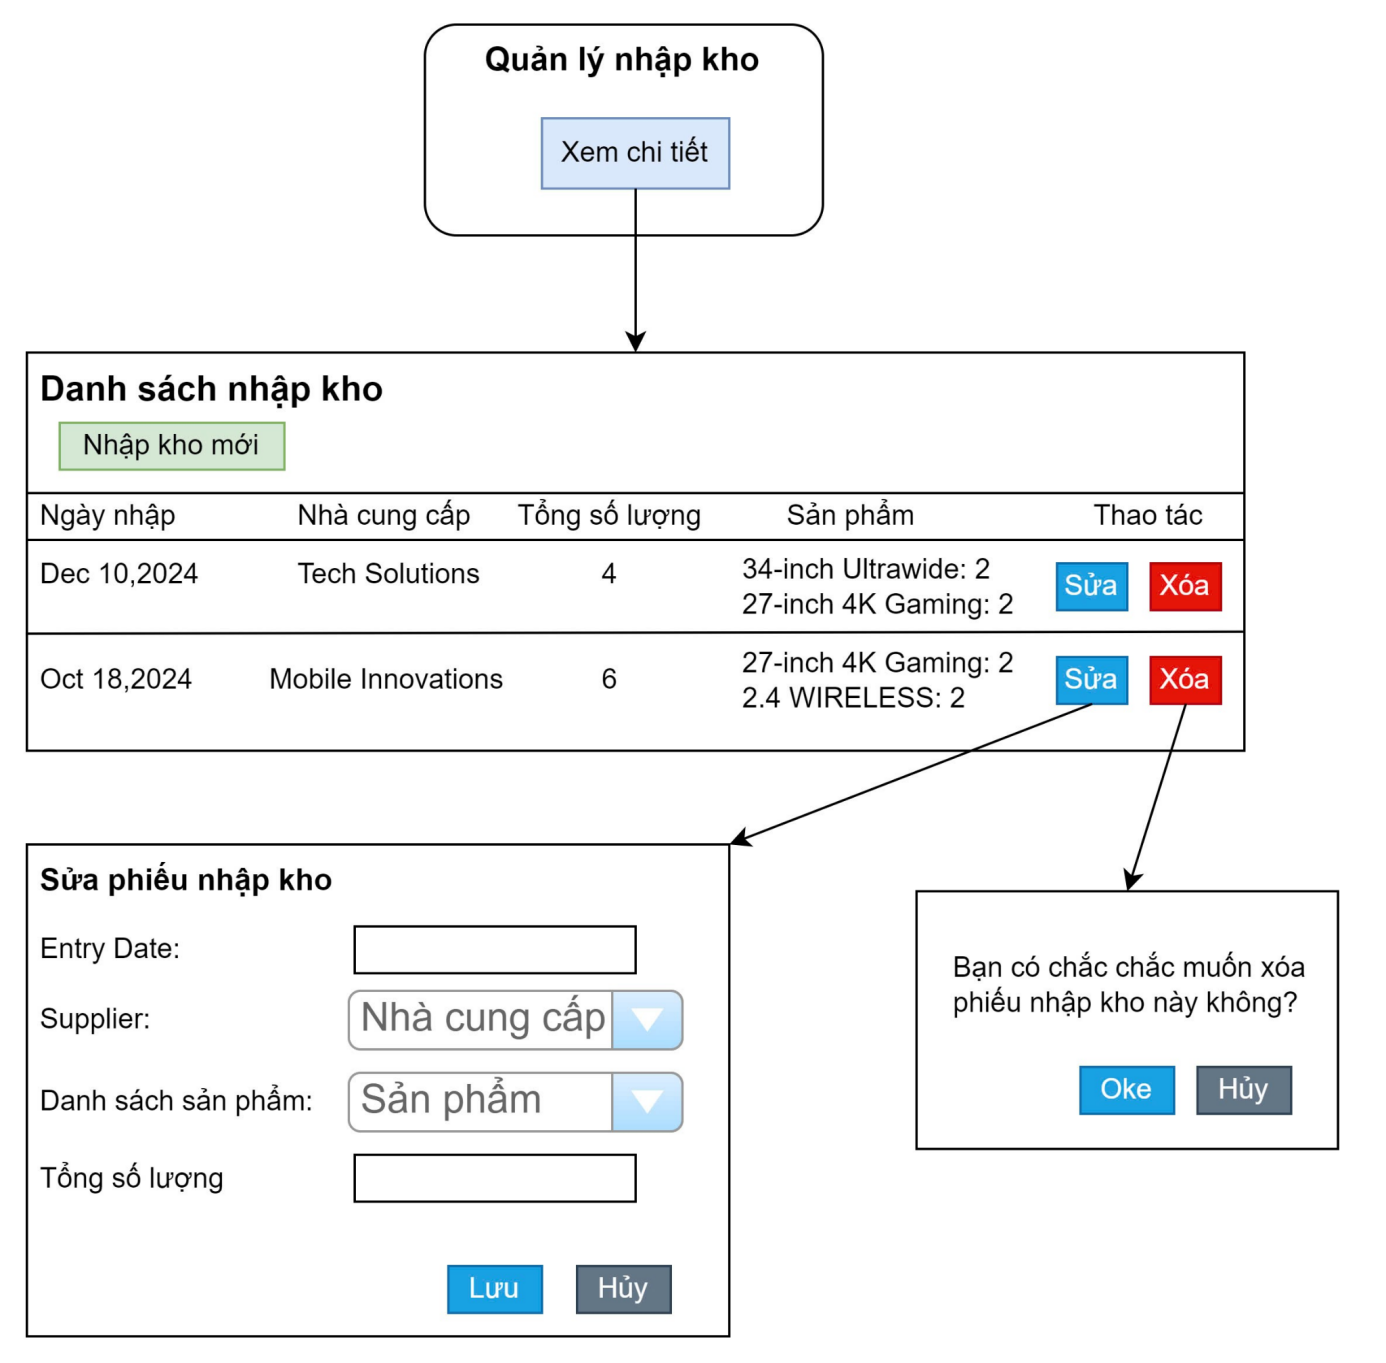 Quản lý nhập kho
Xem chi tiết
Danh sách nhập kho
Nhập kho mới
Ngày nhập Nhà cung cấp Tổng số lượng Sản phẩm Thao tác
Dec 10,2024 Tech Solutions 4 34-inch Ultrawide: 2 Sửa Xóa
27-inch 4K Gaming: 2
Oct 18,2024 Mobile Innovations 6 27-inch 4K Gaming: 2 Sửa Xóa
2.4 WIRELESS: 2
Sửa phiếu nhập kho
Entry Date:
Supplier: Nhà cung cấp
Danh sách sản phẩm: Sản phẩm
Tổng số lượng
Lưu Hủy
Bạn có chắc chắc muốn xóa
phiếu nhập kho này không?
Oke Hủy